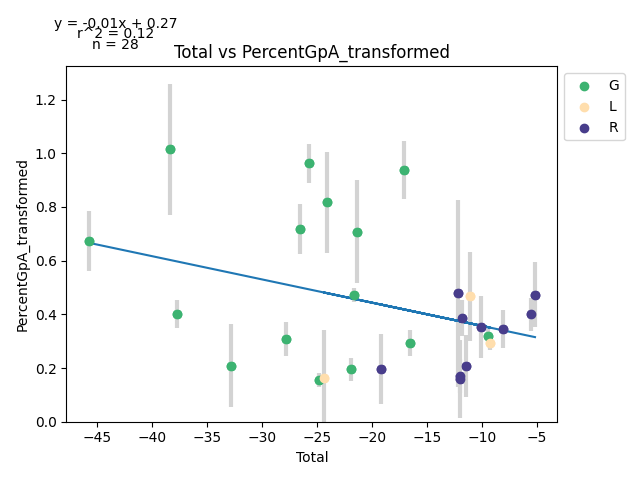 y = -0.01x + 0.27
r^2 = 0.12
n = 28
Total vs PercentGpA_transformed
G
L
R
PercentGpA_transformed
1.2
1.0
0.8
0.6
0.4
0.2
0.0
−45 −40 −35 −30 −25 −20 −15 −10 −5
Total